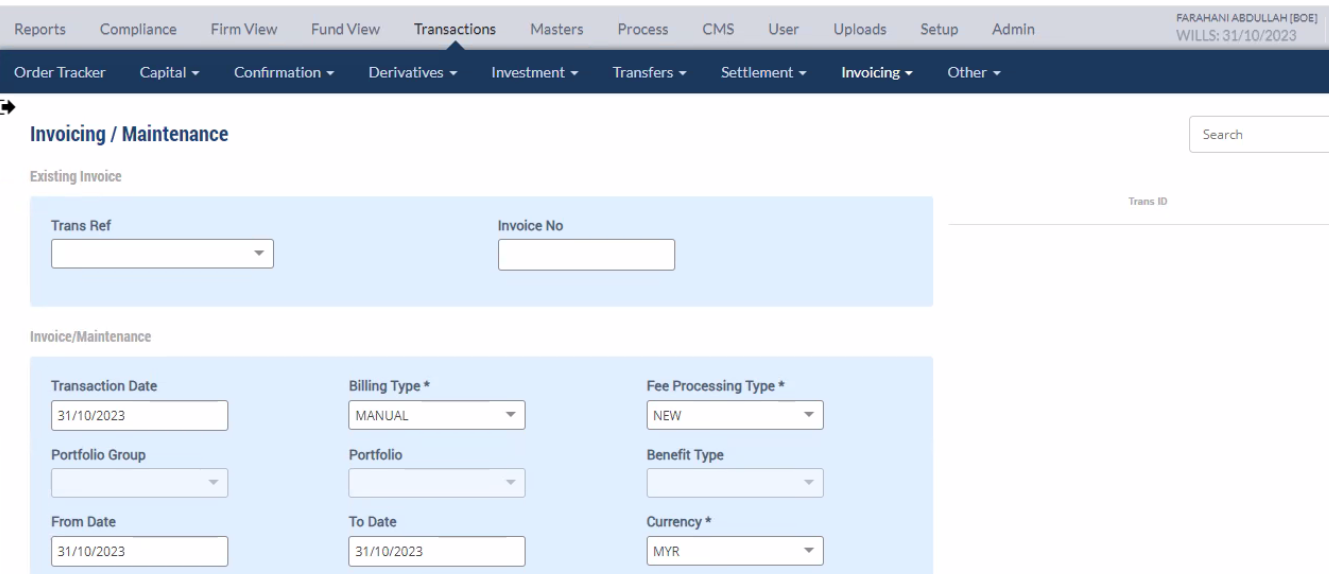 Reports Compliance Firm View Fund View Transactions Masters Process CMS User Uploads Setup Admin FARAHANI ABDULLAH [BOE]
WILLS: 31/10/2023
Order Tracker Capital Confirmation Derivatives Investment Transfers Settlement Invoicing Other
Invoicing / Maintenance Search
Existing Invoice
Trans ID
Trans Ref Invoice No
Invoice/Maintenance
Transaction Date Billing Type * Fee Processing Type *
31/10/2023 MANUAL NEW
Portfolio Group Portfolio Benefit Type
From Date To Date Currency *
31/10/2023 31/10/2023 MYR